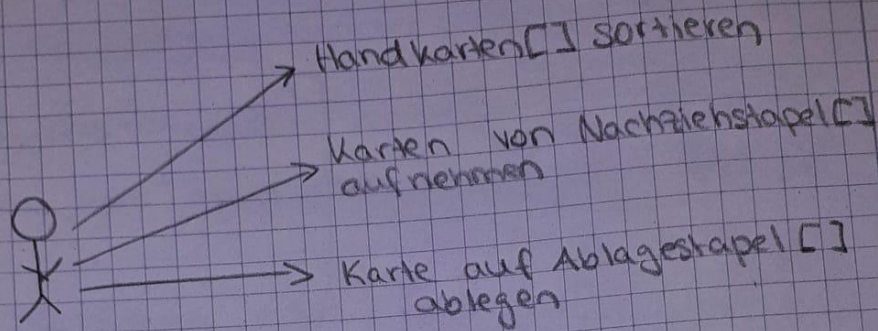 Handkarten[] sortieren
Karten von Nachziehstapel[]
aufnehmen
Karte auf Ablagestapel []
ablegen